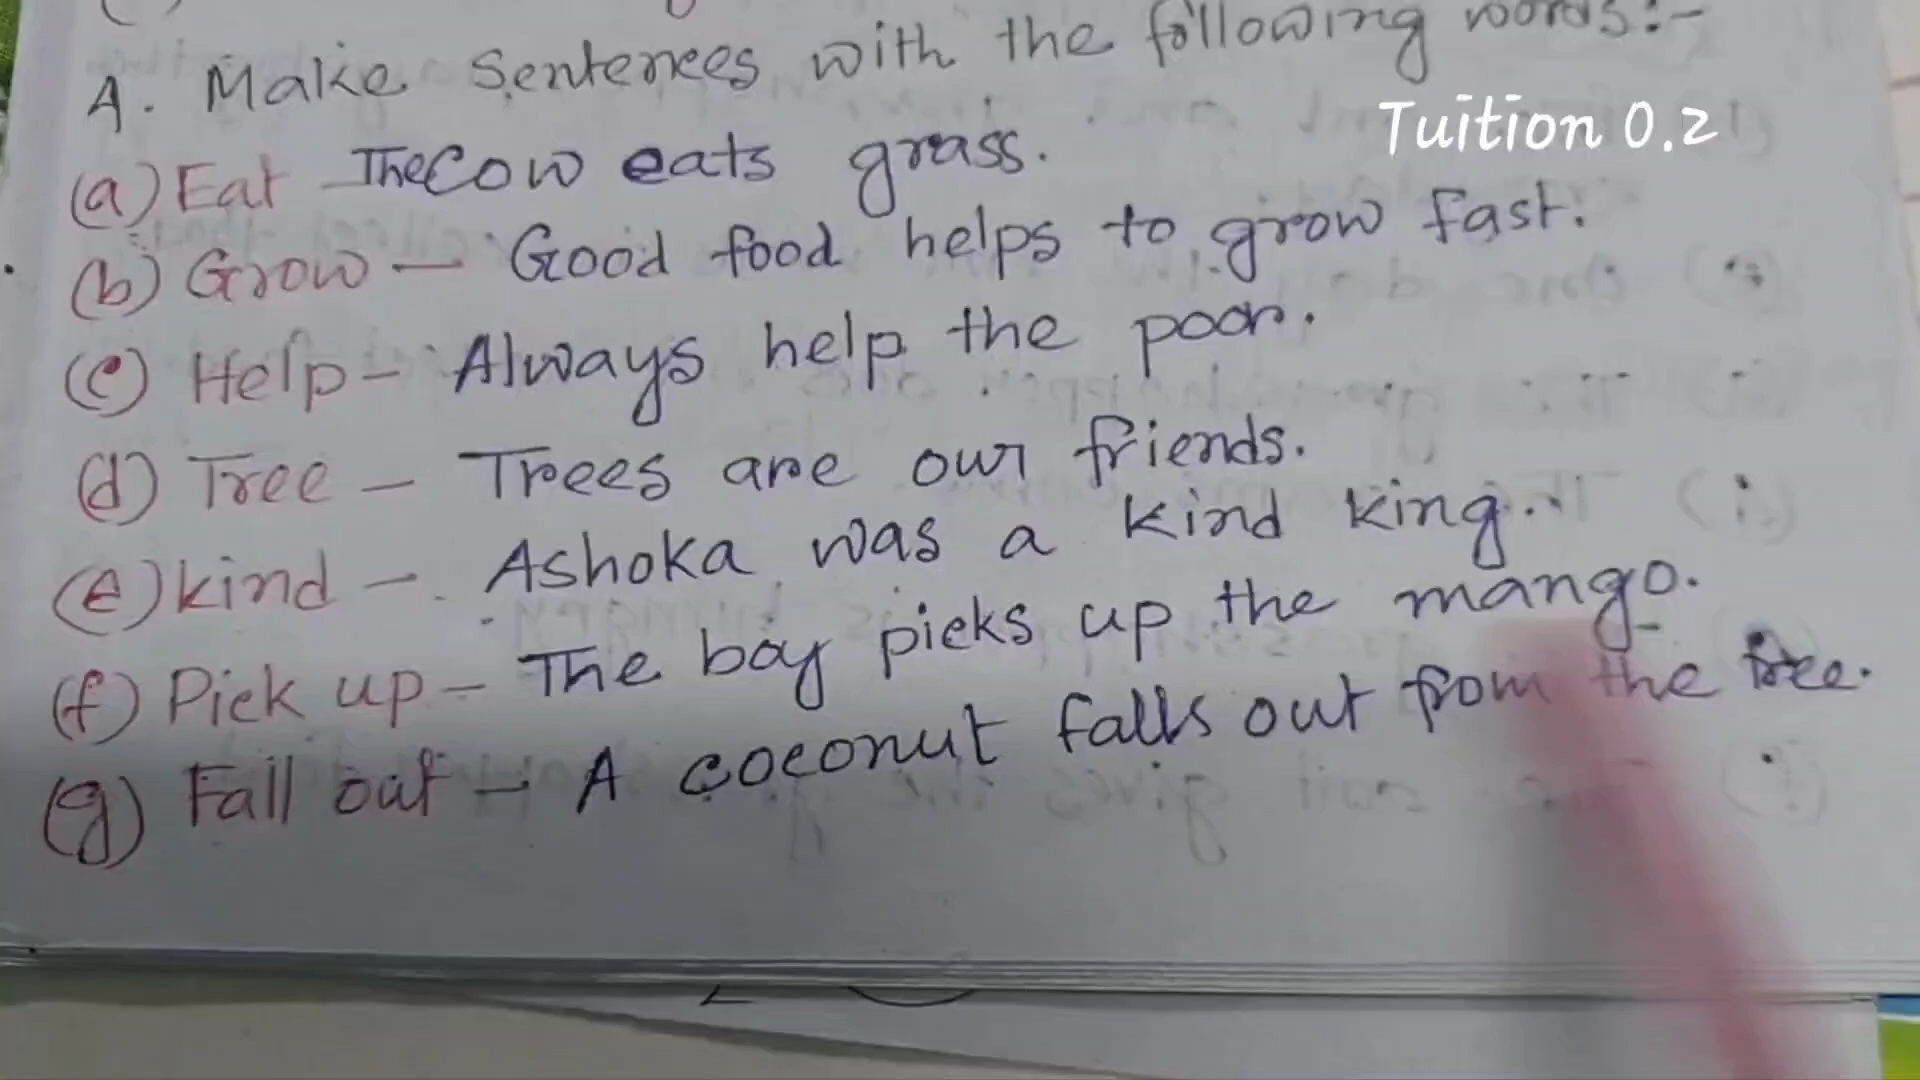 A. Make Sentences with the following words:-
Tuition 0.2
(a) Eat - The Cow eats grass.
(b) Grow - Good food helps to grow fast.
(c) Help - Always help the poor.
(d) Tree - Trees are our friends.
(e) kind - Ashoka was a kind king.
(f) Pick up - The boy picks up the mango.
(g) Fall out - A coconut falls out from the tree.